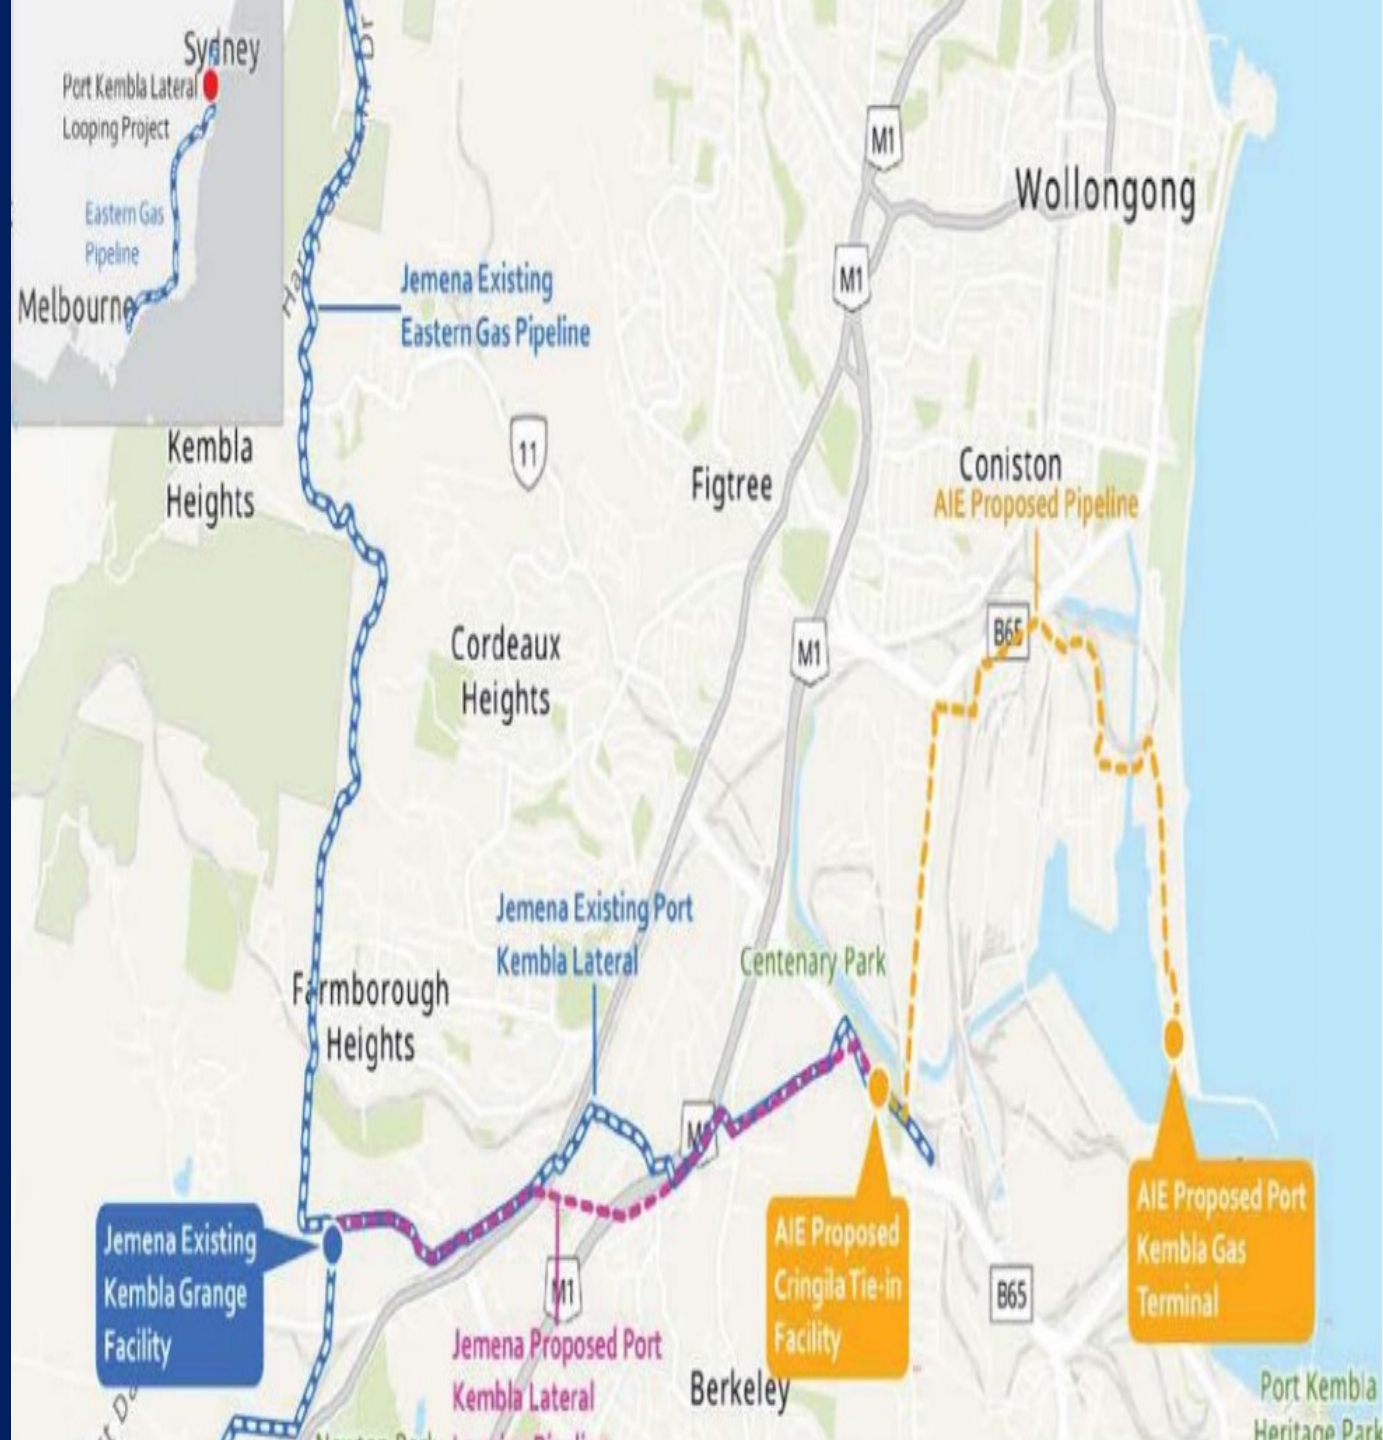 Sydney
Port Kembla Lateral
Looping Project
Eastern Gas
Pipeline
Melbourne
Dr
M1
Wollongong
M1
Jemena Existing
Eastern Gas Pipeline
Kembla
Heights
11
Figtree
Coniston
AIE Proposed Pipeline
B65
Cordeaux
Heights
M1
Jemena Existing Port
Kembla Lateral
Centenary Park
Farmborough
Heights
Jemena Existing
Kembla Grange
Facility
M1
AIE Proposed
Cringila Tie-in
Facility
AIE Proposed Port
Kembla Gas
Terminal
B65
Jemena Proposed Port
Kembla Lateral
Berkeley
Port Kembla
Heritage Park